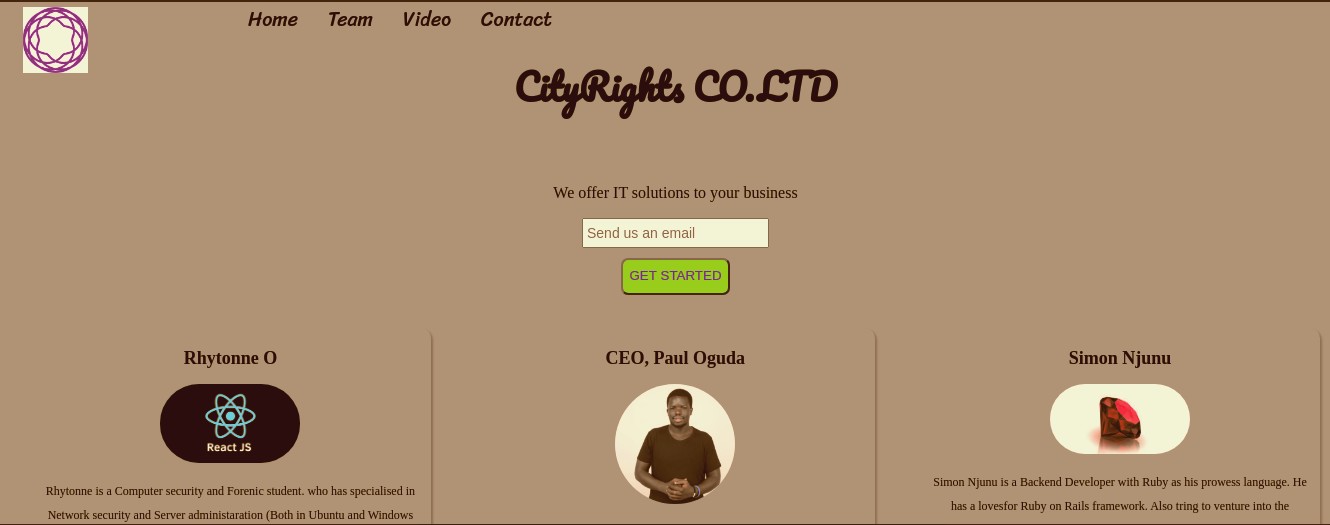 Home Team Video Contact
CityRights CO.LTD
We offer IT solutions to your business
Send us an email
GET STARTED
Rhytonne O
React JS
Rhytonne is a Computer security and Forenic student. who has specialised in
Network security and Server administaration (Both in Ubuntu and Windows
CEO, Paul Oguda
Simon Njunu
Simon Njunu is a Backend Developer with Ruby as his prowess language. He
has a lovesfor Ruby on Rails framework. Also tring to venture into the